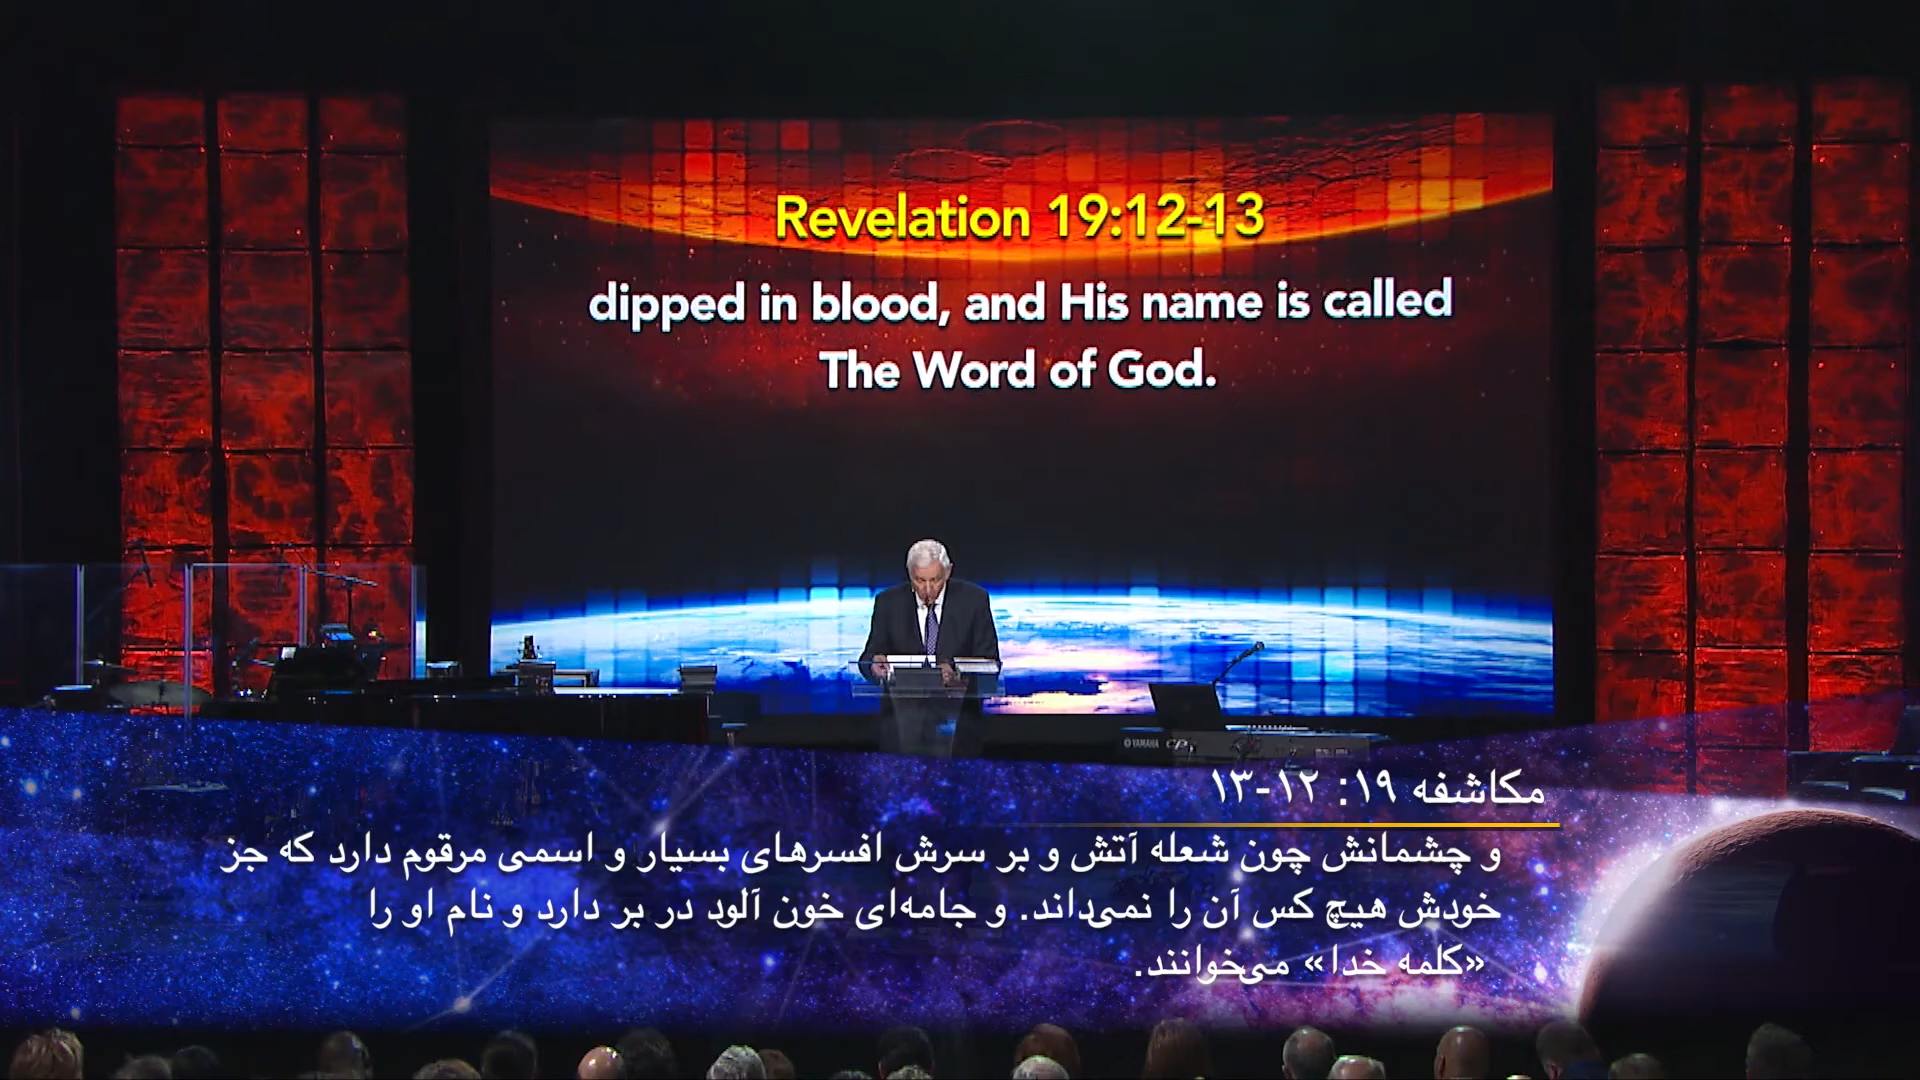 Revelation 19:12-13
dipped in blood, and His name is called
The Word of God.
YAMAHA CP
مکاشفه ۱۹: ۱۲-۱۳
و چشمانش چون شعله آتش و بر سرش افسرهای بسیار و اسمی مرقوم دارد که جز
خودش هیچ کس آن را نمی‌داند. و جامه‌ای خون آلود در بر دارد و نام او را
«کلمه خدا» می‌خوانند.